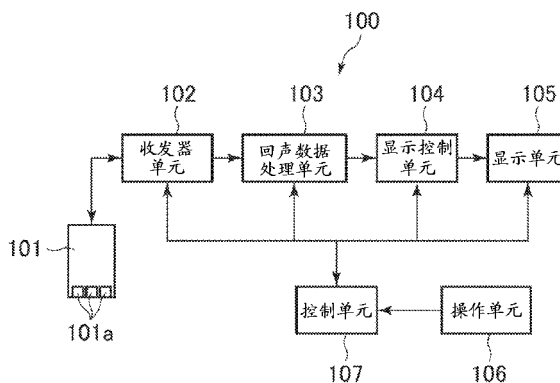 100
102
103
104
105
收发器
单元
回声数据
处理单元
显示控制
单元
显示单元
101
101a
控制单元
操作单元
107
106